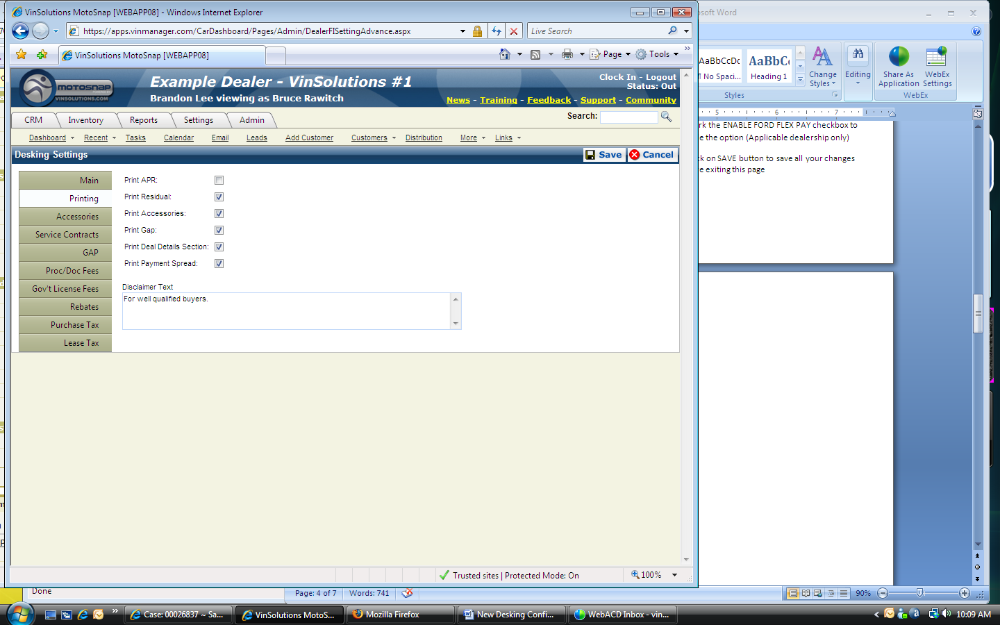 VinSolutions MotoSnap [WEBAPP08] - Windows Internet Explorer
https://apps.vinmanager.com/CarDashboard/Pages/Admin/DealerFISettingAdvance.aspx
Live Search
VinSolutions MotoSnap [WEBAPP08]
Page
Tools
MOTOSNAP
VINSOLUTIONS.COM
Example Dealer - VinSolutions #1
Brandon Lee viewing as Bruce Rawitch
Clock In - Logout
Status: Out
News - Training - Feedback - Support - Community
CRM Inventory Reports Settings Admin
Search:
Dashboard Recent Tasks Calendar Email Leads Add Customer Customers Distribution More Links
Desking Settings
Save Cancel
Main
Printing
Accessories
Service Contracts
GAP
Proc/Doc Fees
Gov't License Fees
Rebates
Purchase Tax
Lease Tax
Print APR:
Print Residual:
Print Accessories:
Print Gap:
Print Deal Details Section:
Print Payment Spread:
Disclaimer Text
For well qualified buyers.
Trusted sites | Protected Mode: On
100%
osoft Word
AaBbCcDc AaBbC
¶ No Spaci... Heading 1
Change Styles
Editing
Share As Application
WebEx Settings
Styles
WebEx
5 6 7
rk the ENABLE FORD FLEX PAY checkbox to
e the option (Applicable dealership only)
ck on SAVE button to save all your changes
e exiting this page
Done
Page: 4 of 7 Words: 741
90%
Case: 00026837 ~ Sa...
VinSolutions MotoS...
Mozilla Firefox
New Desking Confi...
WebACD Inbox - vin...
10:09 AM